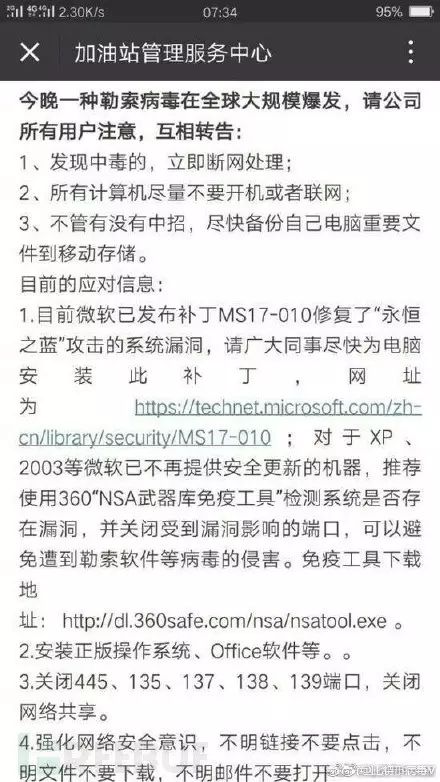 2G 4G 4G 2.30K/s 07:34 95%
加油站管理服务中心
今晚一种勒索病毒在全球大规模爆发，请公司
所有用户注意，互相转告：
1、发现中毒的，立即断网处理；
2、所有计算机尽量不要开机或者联网；
3、不管有没有中招，尽快备份自己电脑重要文
件到移动存储。
目前的应对信息：
1.目前微软已发布补丁MS17-010修复了“永恒
之蓝”攻击的系统漏洞，请广大同事尽快为电脑
安装此补丁，网址
为 https://technet.microsoft.com/zh-
cn/library/security/MS17-010 ；对于XP、
2003等微软已不再提供安全更新的机器，推荐
使用360“NSA武器库免疫工具”检测系统是否存
在漏洞，并关闭受到漏洞影响的端口，可以避
免遭到勒索软件等病毒的侵害。免疫工具下载
地
址：http://dl.360safe.com/nsa/nsatool.exe 。
2.安装正版操作系统、Office软件等。。
3.关闭445、135、137、138、139端口，关闭
网络共享。
4.强化网络安全意识，不明链接不要点击，不
明文件不要下载，不明邮件不要打开